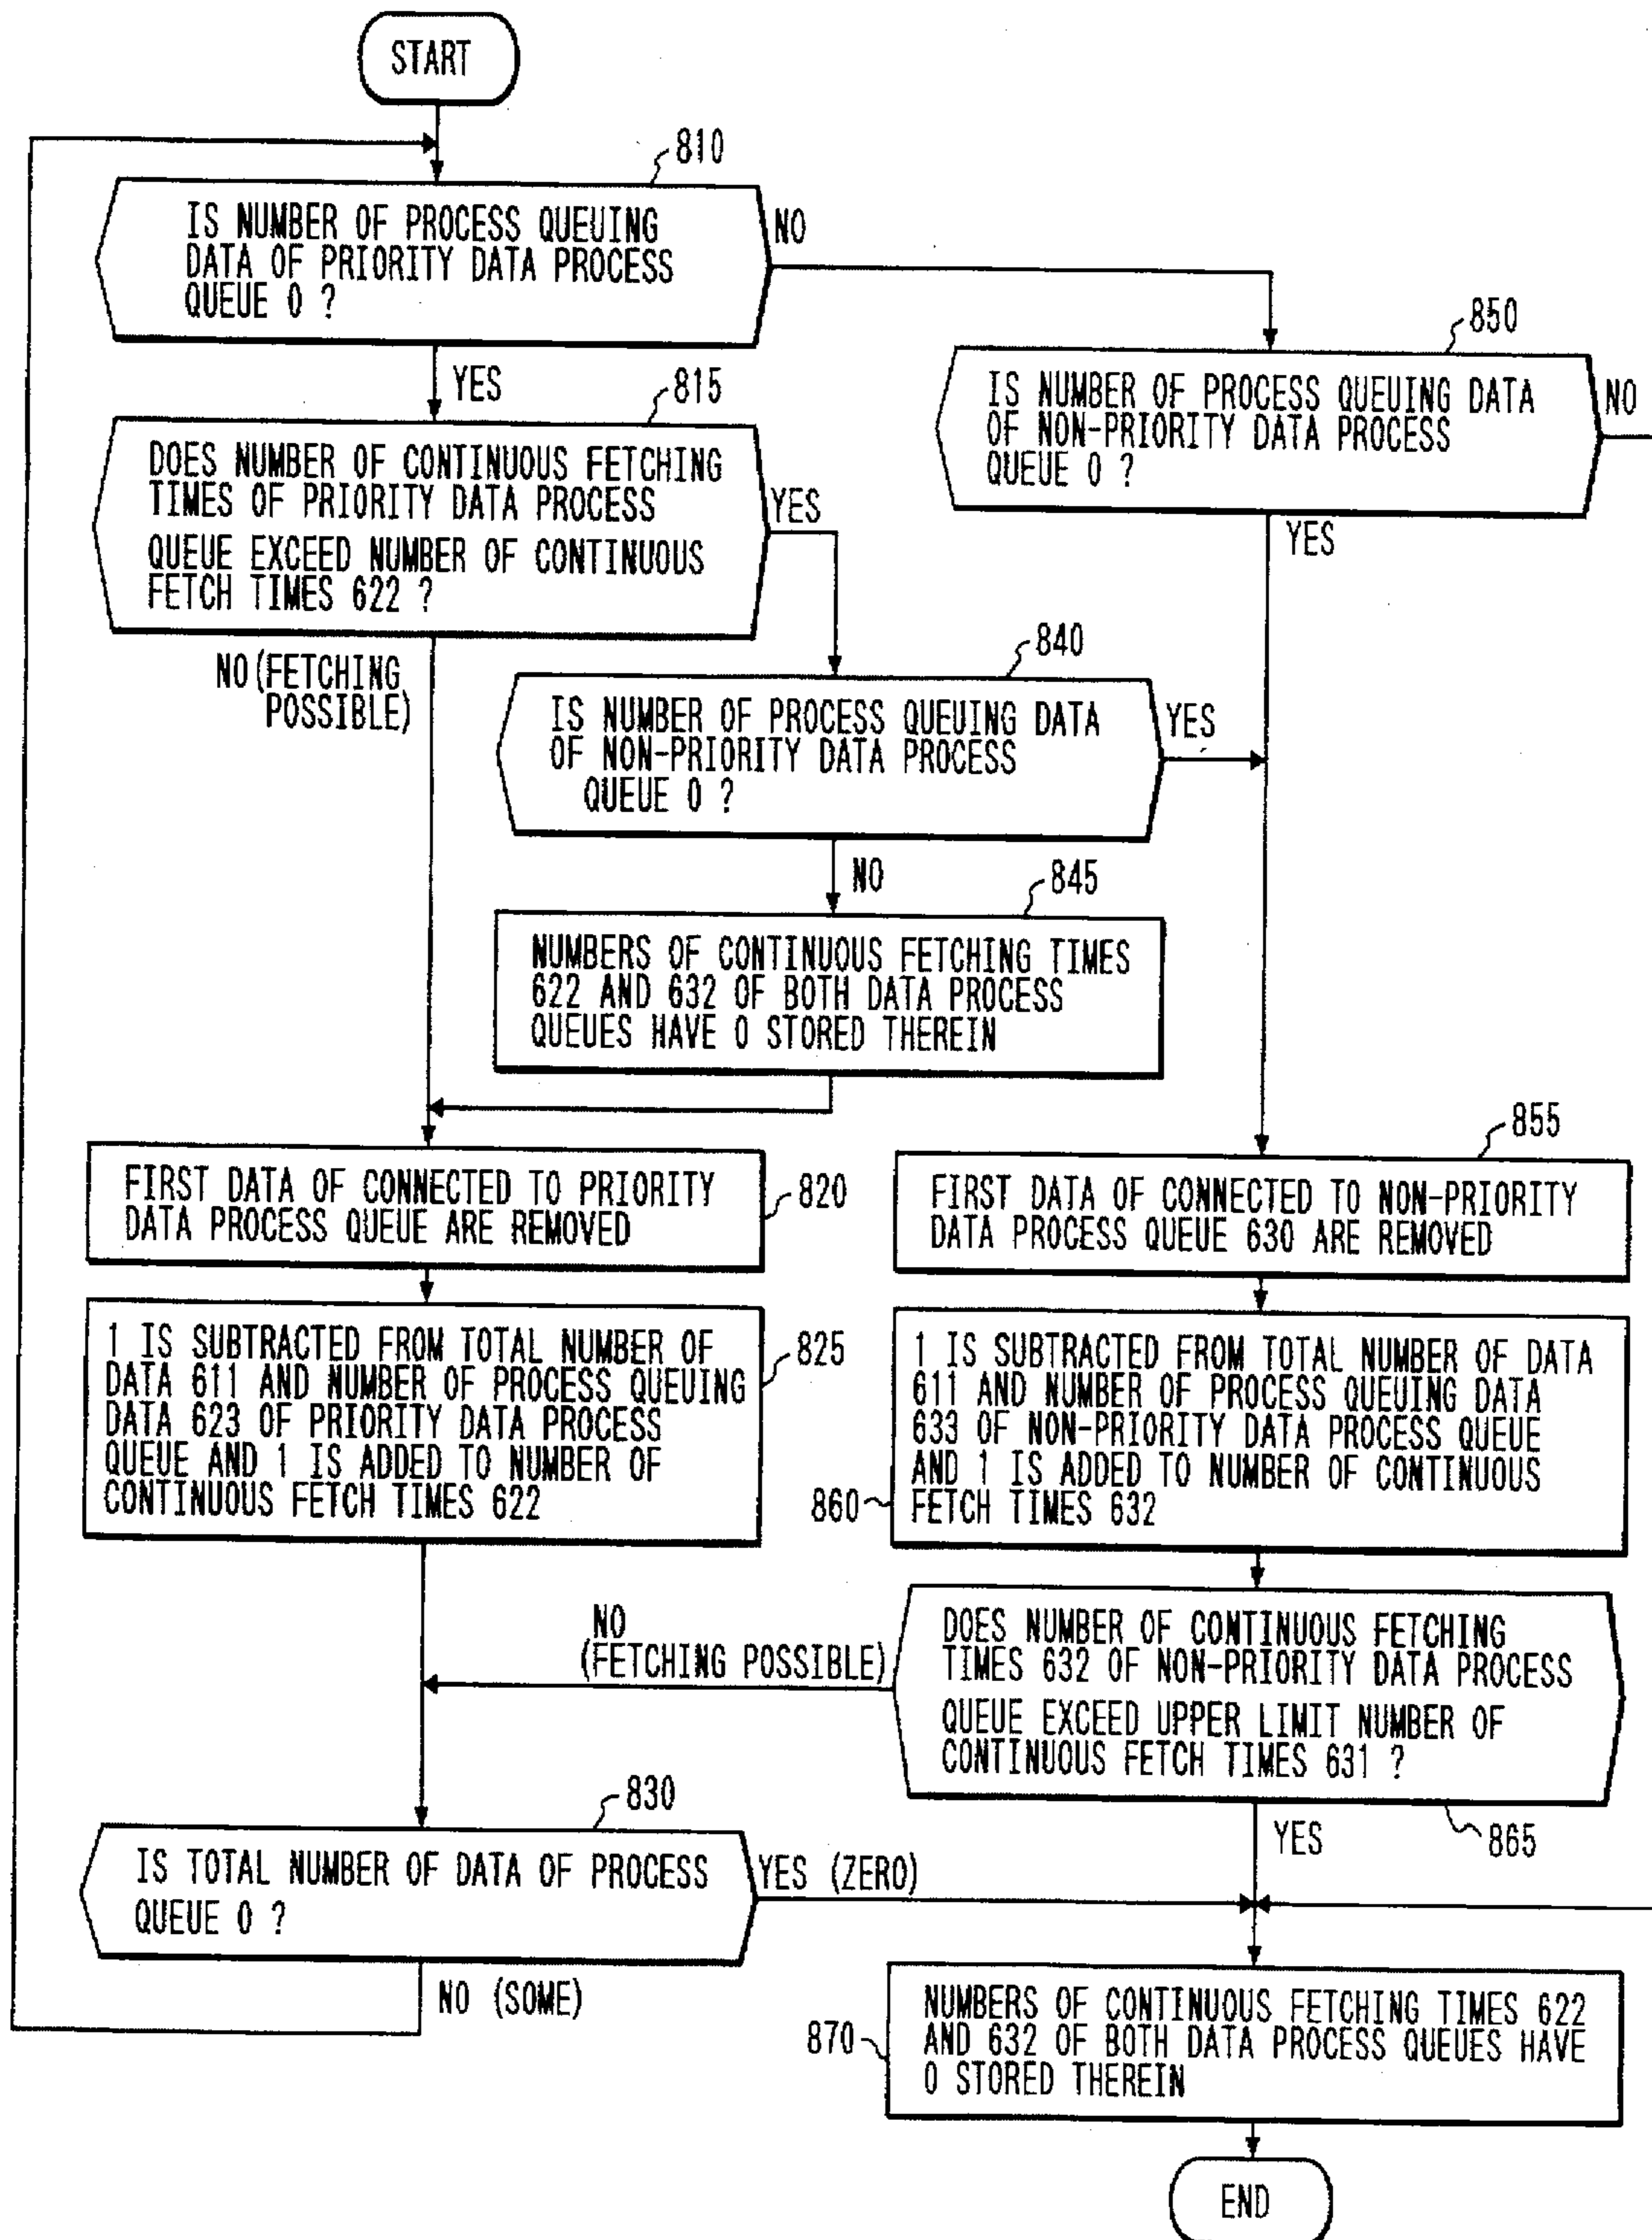 START
810
IS NUMBER OF PROCESS QUEUING
DATA OF PRIORITY DATA PROCESS
QUEUE 0 ?
NO
YES
815
DOES NUMBER OF CONTINUOUS FETCHING
TIMES OF PRIORITY DATA PROCESS
QUEUE EXCEED NUMBER OF CONTINUOUS
FETCH TIMES 622 ?
YES
NO (FETCHING
POSSIBLE)
850
IS NUMBER OF PROCESS QUEUING DATA
OF NON-PRIORITY DATA PROCESS
QUEUE 0 ?
NO
YES
840
IS NUMBER OF PROCESS QUEUING DATA
OF NON-PRIORITY DATA PROCESS
QUEUE 0 ?
YES
NO
845
NUMBERS OF CONTINUOUS FETCHING TIMES
622 AND 632 OF BOTH DATA PROCESS
QUEUES HAVE 0 STORED THEREIN
FIRST DATA OF CONNECTED TO PRIORITY
DATA PROCESS QUEUE ARE REMOVED
820
855
FIRST DATA OF CONNECTED TO NON-PRIORITY
DATA PROCESS QUEUE 630 ARE REMOVED
1 IS SUBTRACTED FROM TOTAL NUMBER OF
DATA 611 AND NUMBER OF PROCESS QUEUING
DATA 623 OF PRIORITY DATA PROCESS
QUEUE AND 1 IS ADDED TO NUMBER OF
CONTINUOUS FETCH TIMES 622
825
1 IS SUBTRACTED FROM TOTAL NUMBER OF DATA
611 AND NUMBER OF PROCESS QUEUING DATA
633 OF NON-PRIORITY DATA PROCESS QUEUE
AND 1 IS ADDED TO NUMBER OF CONTINUOUS
FETCH TIMES 632
860
NO
(FETCHING POSSIBLE)
DOES NUMBER OF CONTINUOUS FETCHING
TIMES 632 OF NON-PRIORITY DATA PROCESS
QUEUE EXCEED UPPER LIMIT NUMBER OF
CONTINUOUS FETCH TIMES 631 ?
YES
865
830
IS TOTAL NUMBER OF DATA OF PROCESS
QUEUE 0 ?
YES (ZERO)
NO (SOME)
870
NUMBERS OF CONTINUOUS FETCHING TIMES 622
AND 632 OF BOTH DATA PROCESS QUEUES HAVE
0 STORED THEREIN
END